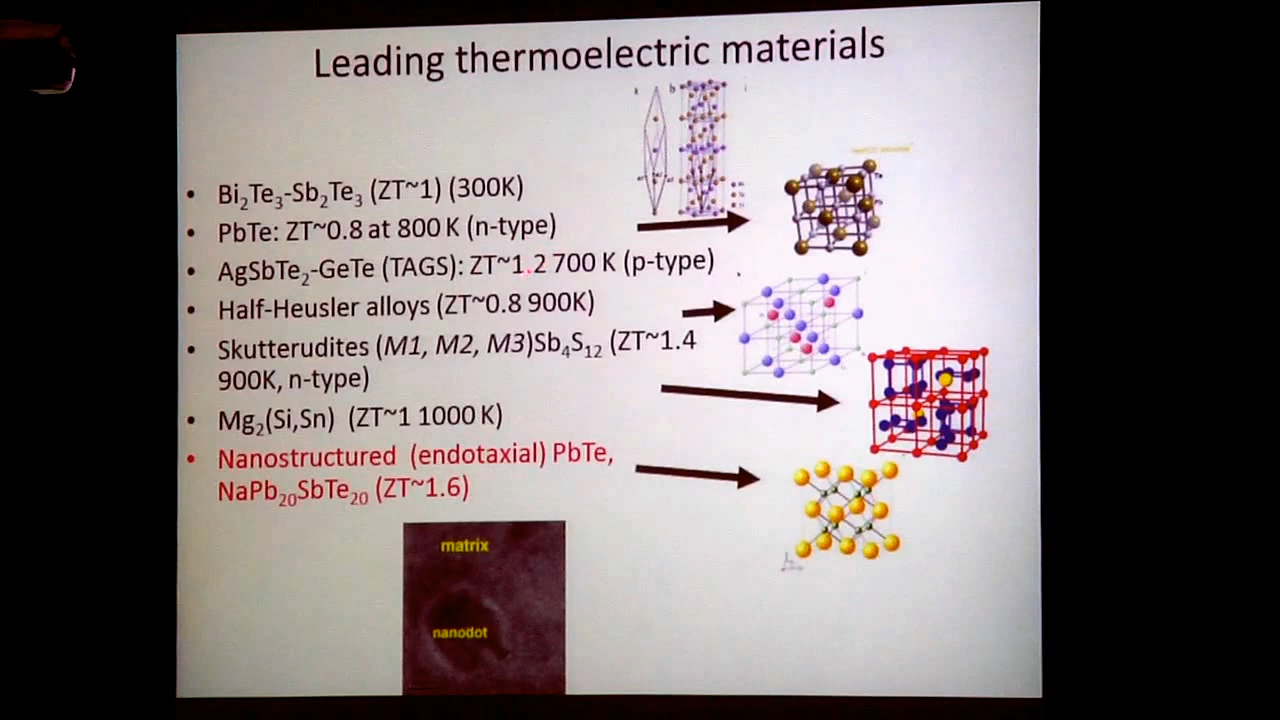 Leading thermoelectric materials
a b
• Bi₂Te₃-Sb₂Te₃ (ZT~1) (300K)
• PbTe: ZT~0.8 at 800 K (n-type)
• AgSbTe₂-GeTe (TAGS): ZT~1.2 700 K (p-type)
• Half-Heusler alloys (ZT~0.8 900K)
• Skutterudites (M1, M2, M3)Sb₄S₁₂ (ZT~1.4
900K, n-type)
• Mg₂(Si,Sn) (ZT~1 1000 K)
• Nanostructured (endotaxial) PbTe,
NaPb₂₀SbTe₂₀ (ZT~1.6)
matrix
nanodot